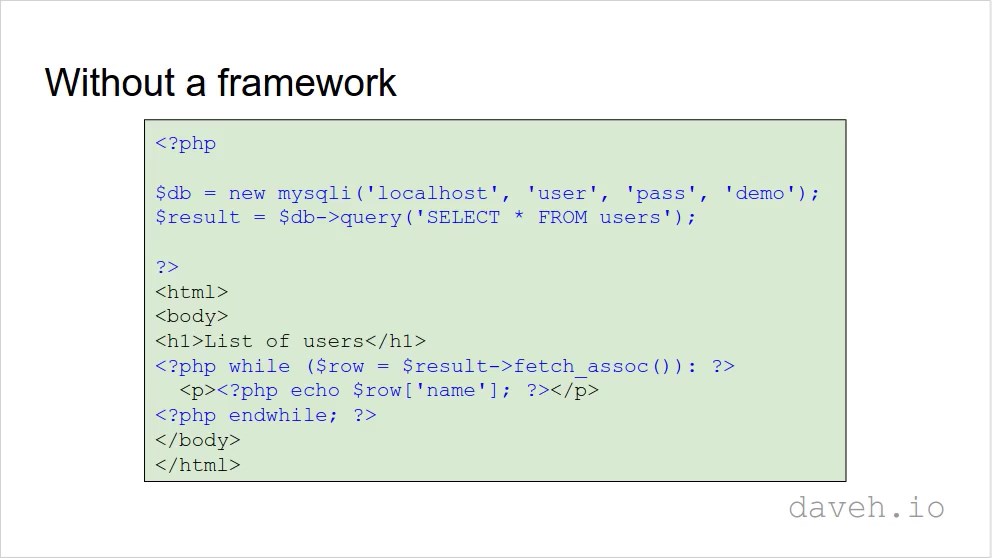 Without a framework
<?php
$db = new mysqli('localhost', 'user', 'pass', 'demo');
$result = $db->query('SELECT * FROM users');
?>
<html>
<body>
<h1>List of users</h1>
<?php while ($row = $result->fetch_assoc()): ?>
  <p><?php echo $row['name']; ?></p>
<?php endwhile; ?>
</body>
</html>
daveh.io